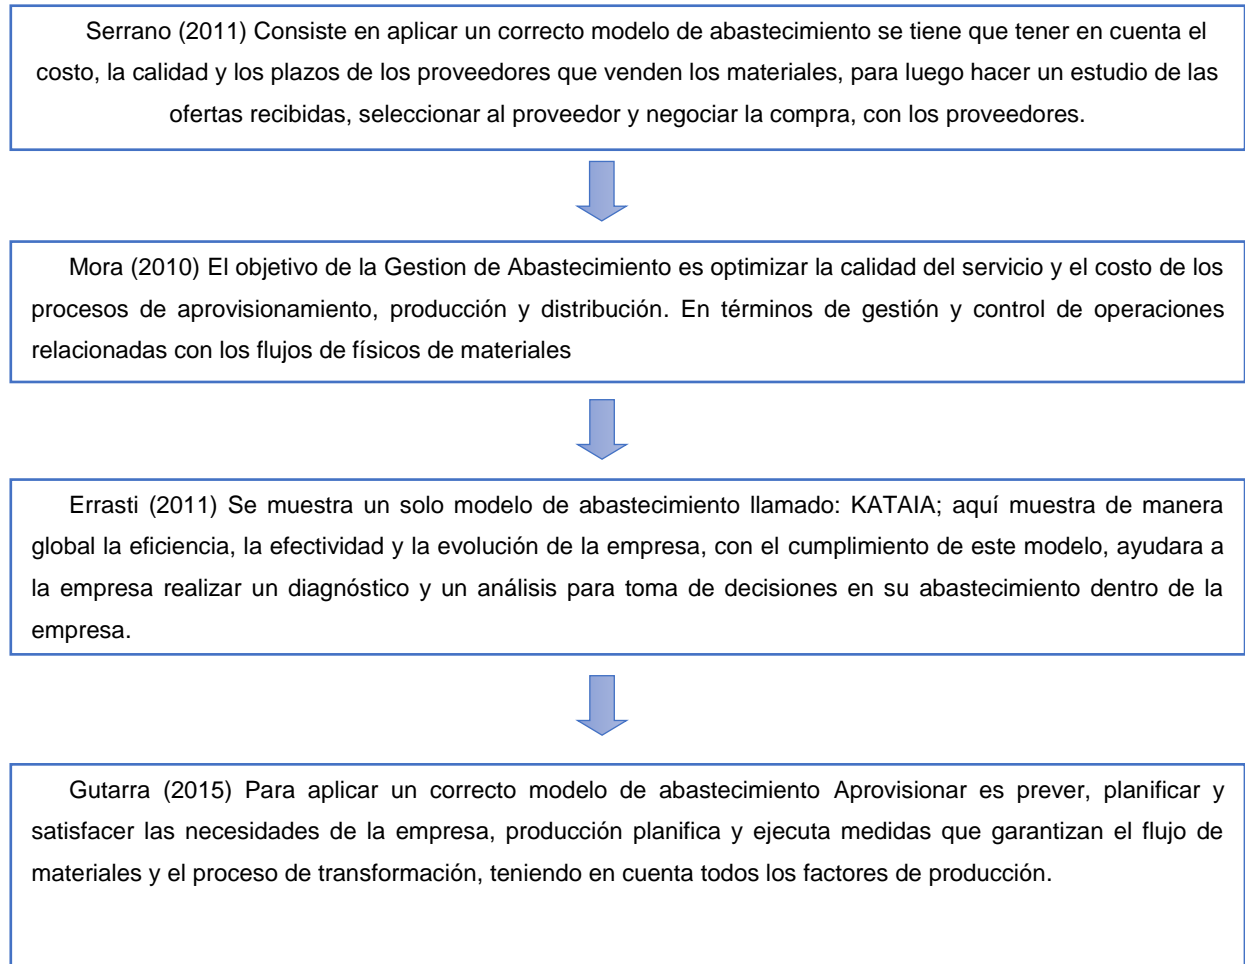 Serrano (2011) Consiste en aplicar un correcto modelo de abastecimiento se tiene que tener en cuenta el
costo, la calidad y los plazos de los proveedores que venden los materiales, para luego hacer un estudio de las
ofertas recibidas, seleccionar al proveedor y negociar la compra, con los proveedores.
Mora (2010) El objetivo de la Gestion de Abastecimiento es optimizar la calidad del servicio y el costo de los
procesos de aprovisionamiento, producción y distribución. En términos de gestión y control de operaciones
relacionadas con los flujos de físicos de materiales
Errasti (2011) Se muestra un solo modelo de abastecimiento llamado: KATAIA; aquí muestra de manera
global la eficiencia, la efectividad y la evolución de la empresa, con el cumplimiento de este modelo, ayudara a
la empresa realizar un diagnóstico y un análisis para toma de decisiones en su abastecimiento dentro de la
empresa.
Gutarra (2015) Para aplicar un correcto modelo de abastecimiento Aprovisionar es prever, planificar y
satisfacer las necesidades de la empresa, producción planifica y ejecuta medidas que garantizan el flujo de
materiales y el proceso de transformación, teniendo en cuenta todos los factores de producción.